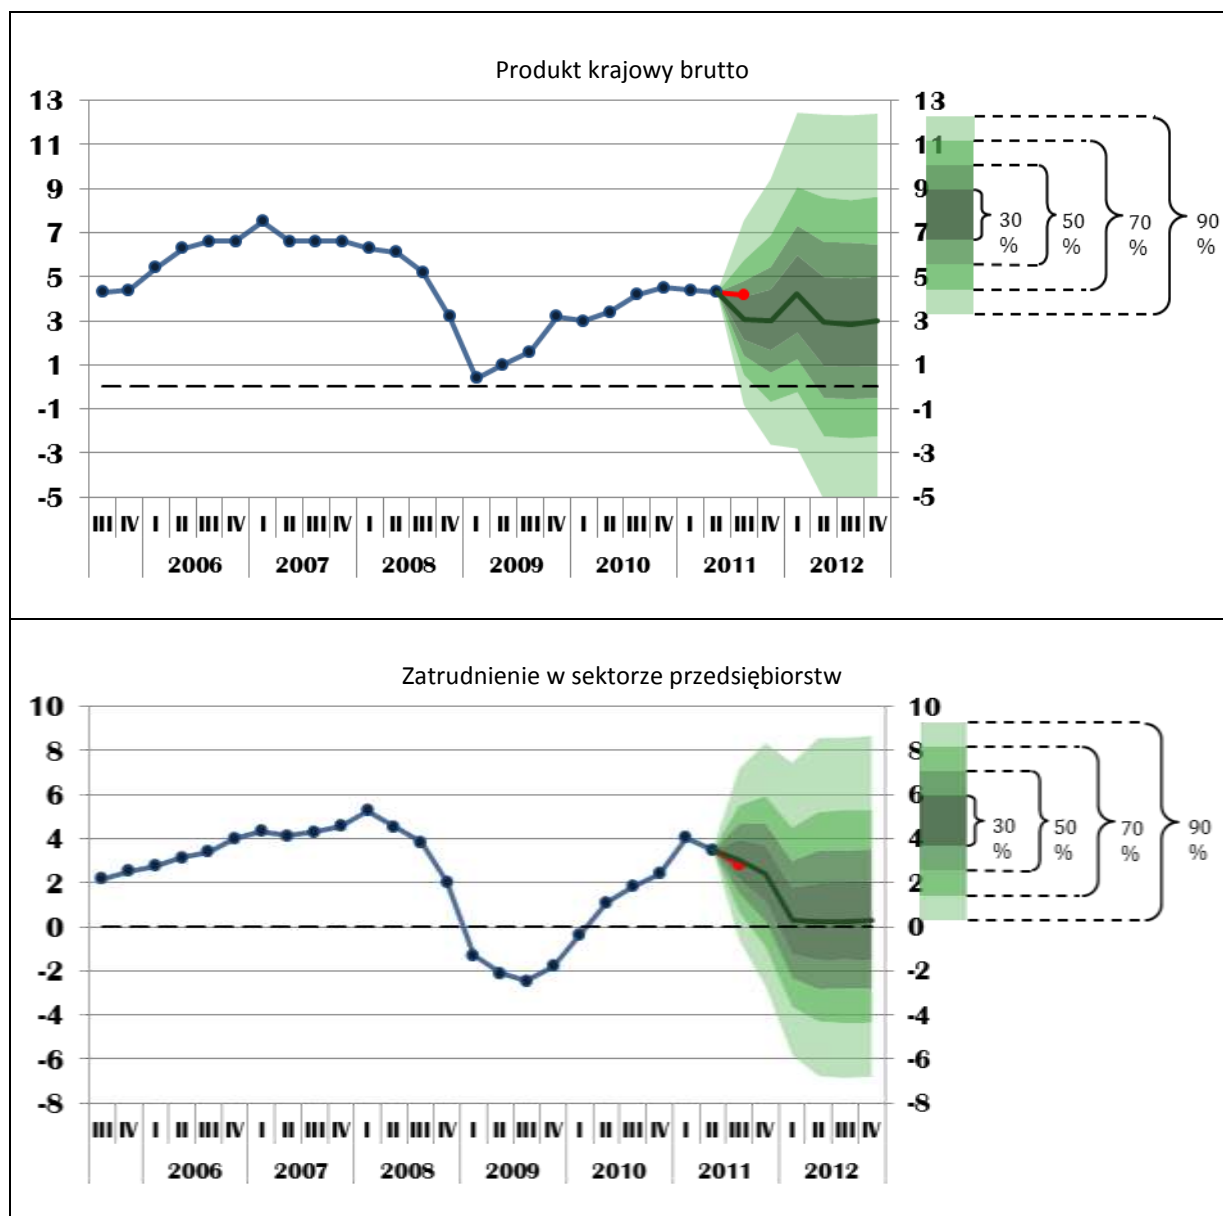 Produkt krajowy brutto
13 13
11 11
9 9
7 7
5 5
3 3
1 1
-1 -1
-3 -3
-5 -5
30 % 50 % 70 % 90 %
III IV I II III IV I II III IV I II III IV I II III IV I II III IV I II III IV I II III IV
2006 2007 2008 2009 2010 2011 2012
Zatrudnienie w sektorze przedsiębiorstw
10 10
8 8
6 6
4 4
2 2
0 0
-2 -2
-4 -4
-6 -6
-8 -8
30 % 50 % 70 % 90 %
III IV I II III IV I II III IV I II III IV I II III IV I II III IV I II III IV I II III IV
2006 2007 2008 2009 2010 2011 2012